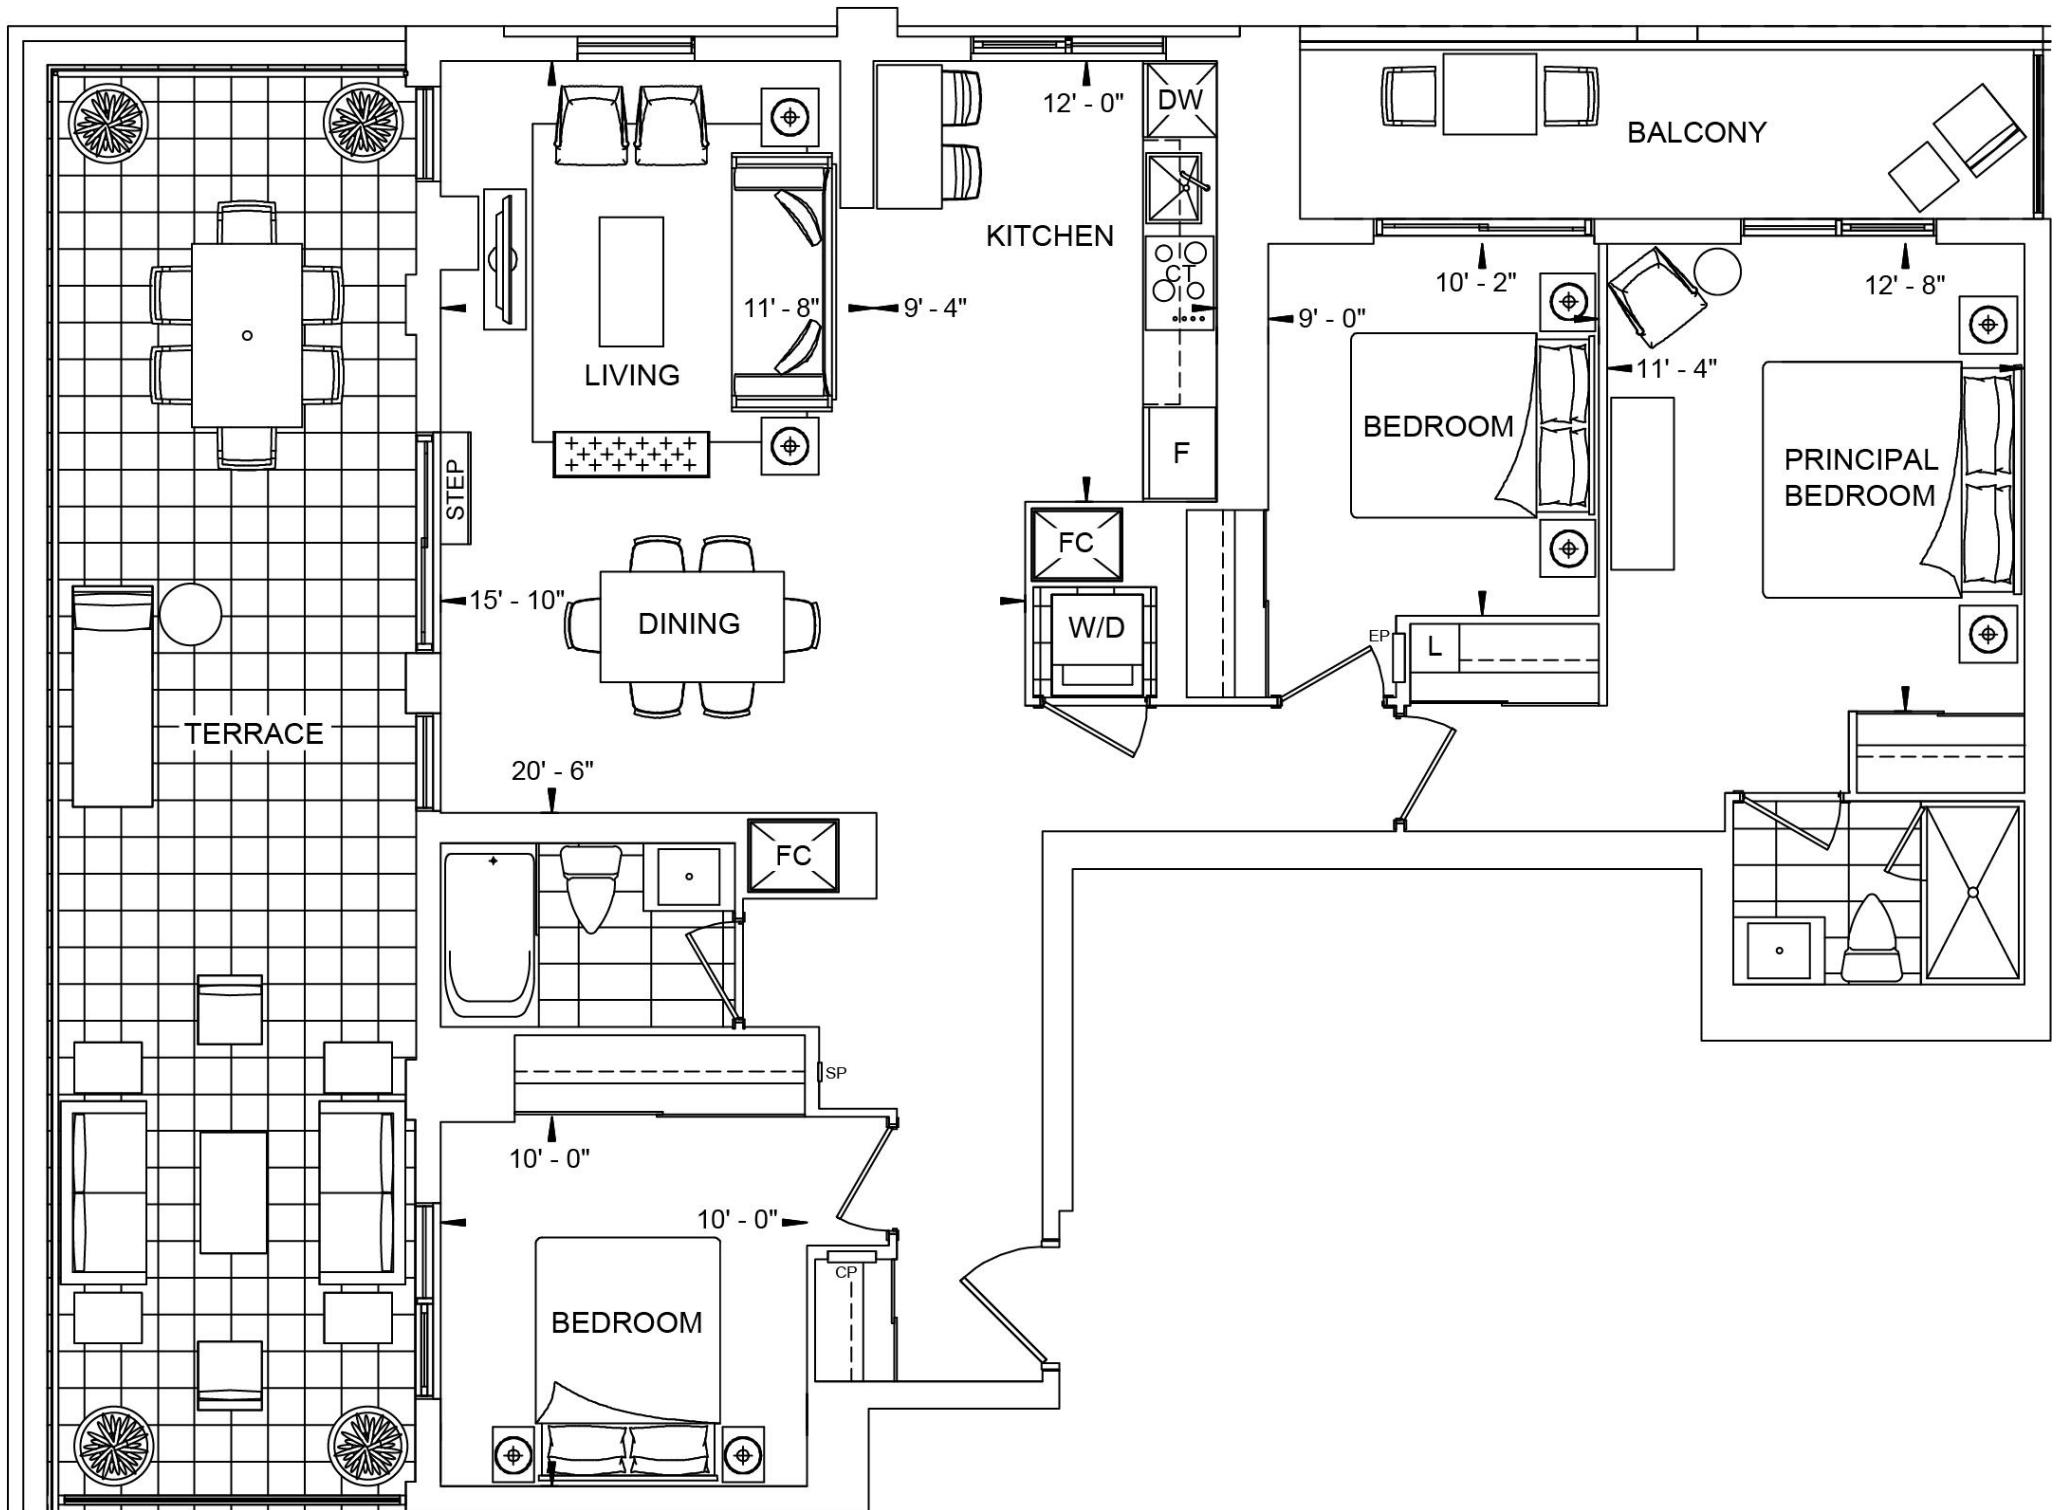 12' - 0"
DW
BALCONY
KITCHEN
CT
10' - 2"
12' - 8"
11' - 8"
9' - 4"
9' - 0"
LIVING
11' - 4"
BEDROOM
F
PRINCIPAL
BEDROOM
STEP
FC
15' - 10"
DINING
W/D
EP
L
TERRACE
20' - 6"
FC
SP
10' - 0"
10' - 0"
CP
BEDROOM